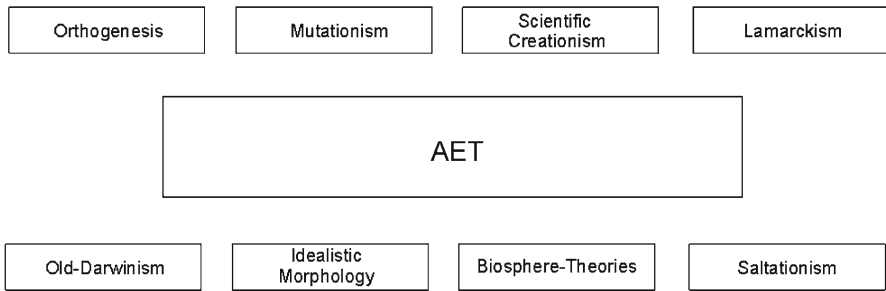 Orthogenesis
Mutationism
Scientific
Creationism
Lamarckism
AET
Old-Darwinism
Idealistic
Morphology
Biosphere-Theories
Saltationism